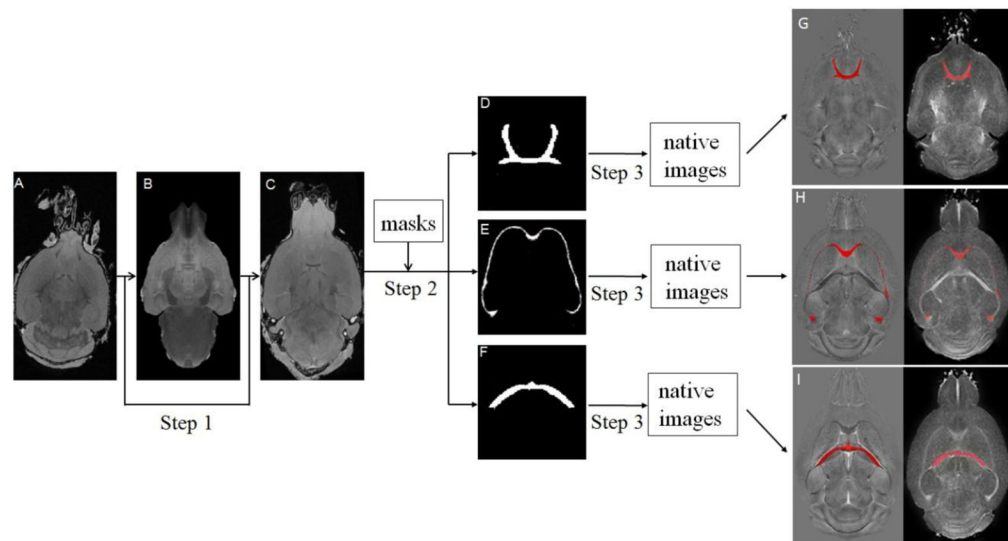 A
B
C
Step 1
masks
Step 2
D
Step 3
native
images
E
Step 3
native
images
F
Step 3
native
images
G
H
I